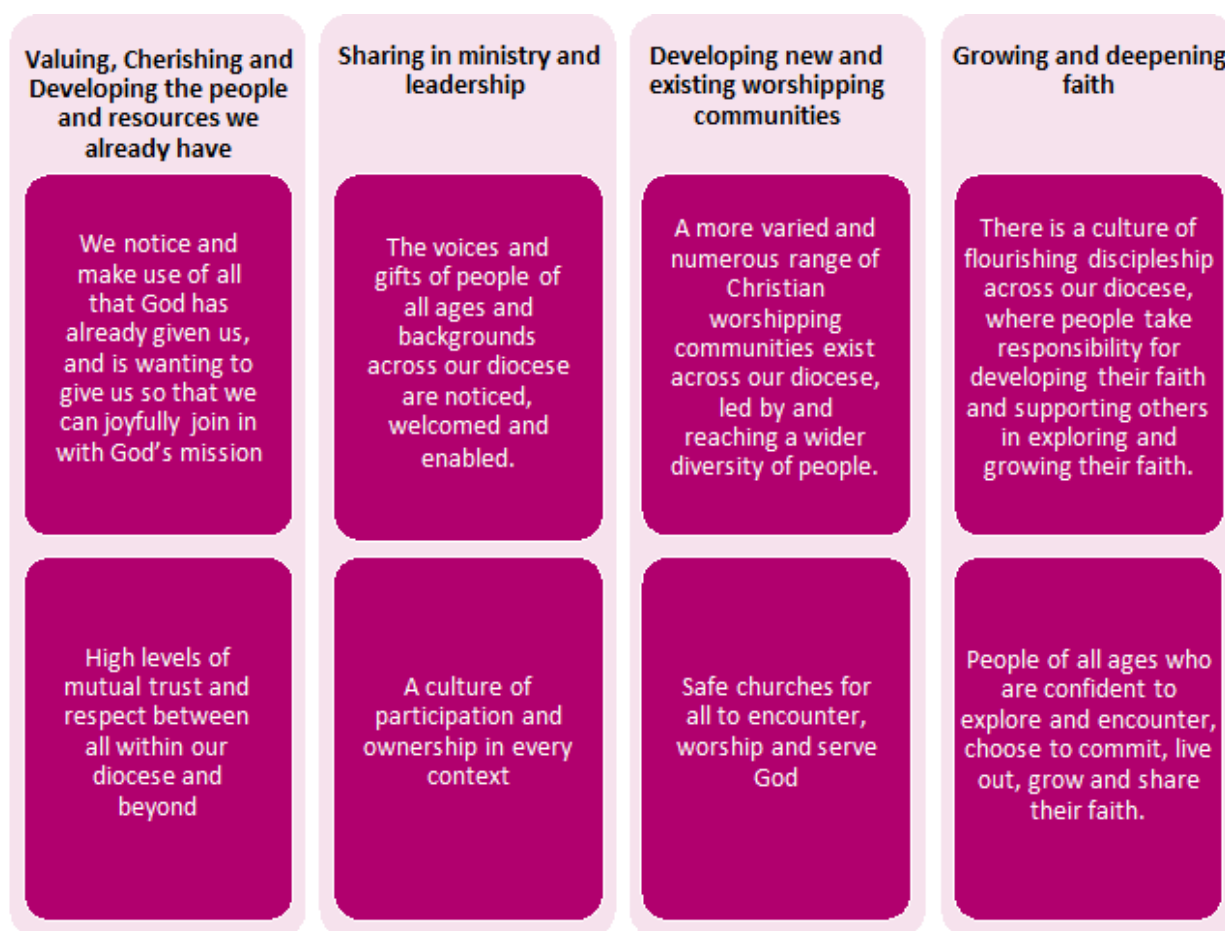 Valuing, Cherishing and
Developing the people
and resources we
already have
We notice and
make use of all
that God has
already given us,
and is wanting to
give us so that we
can joyfully join in
with God's mission
High levels of
mutual trust and
respect between
all within our
diocese and
beyond
Sharing in ministry and
leadership
The voices and
gifts of people of
all ages and
backgrounds
across our diocese
are noticed,
welcomed and
enabled.
A culture of
participation and
ownership in every
context
Developing new and
existing worshipping
communities
A more varied and
numerous range of
Christian
worshipping
communities exist
across our diocese,
led by and
reaching a wider
diversity of people.
Safe churches for
all to encounter,
worship and serve
God
Growing and deepening
faith
There is a culture of
flourishing discipleship
across our diocese,
where people take
responsibility for
developing their faith
and supporting others
in exploring and
growing their faith.
People of all ages who
are confident to
explore and encounter,
choose to commit, live
out, grow and share
their faith.